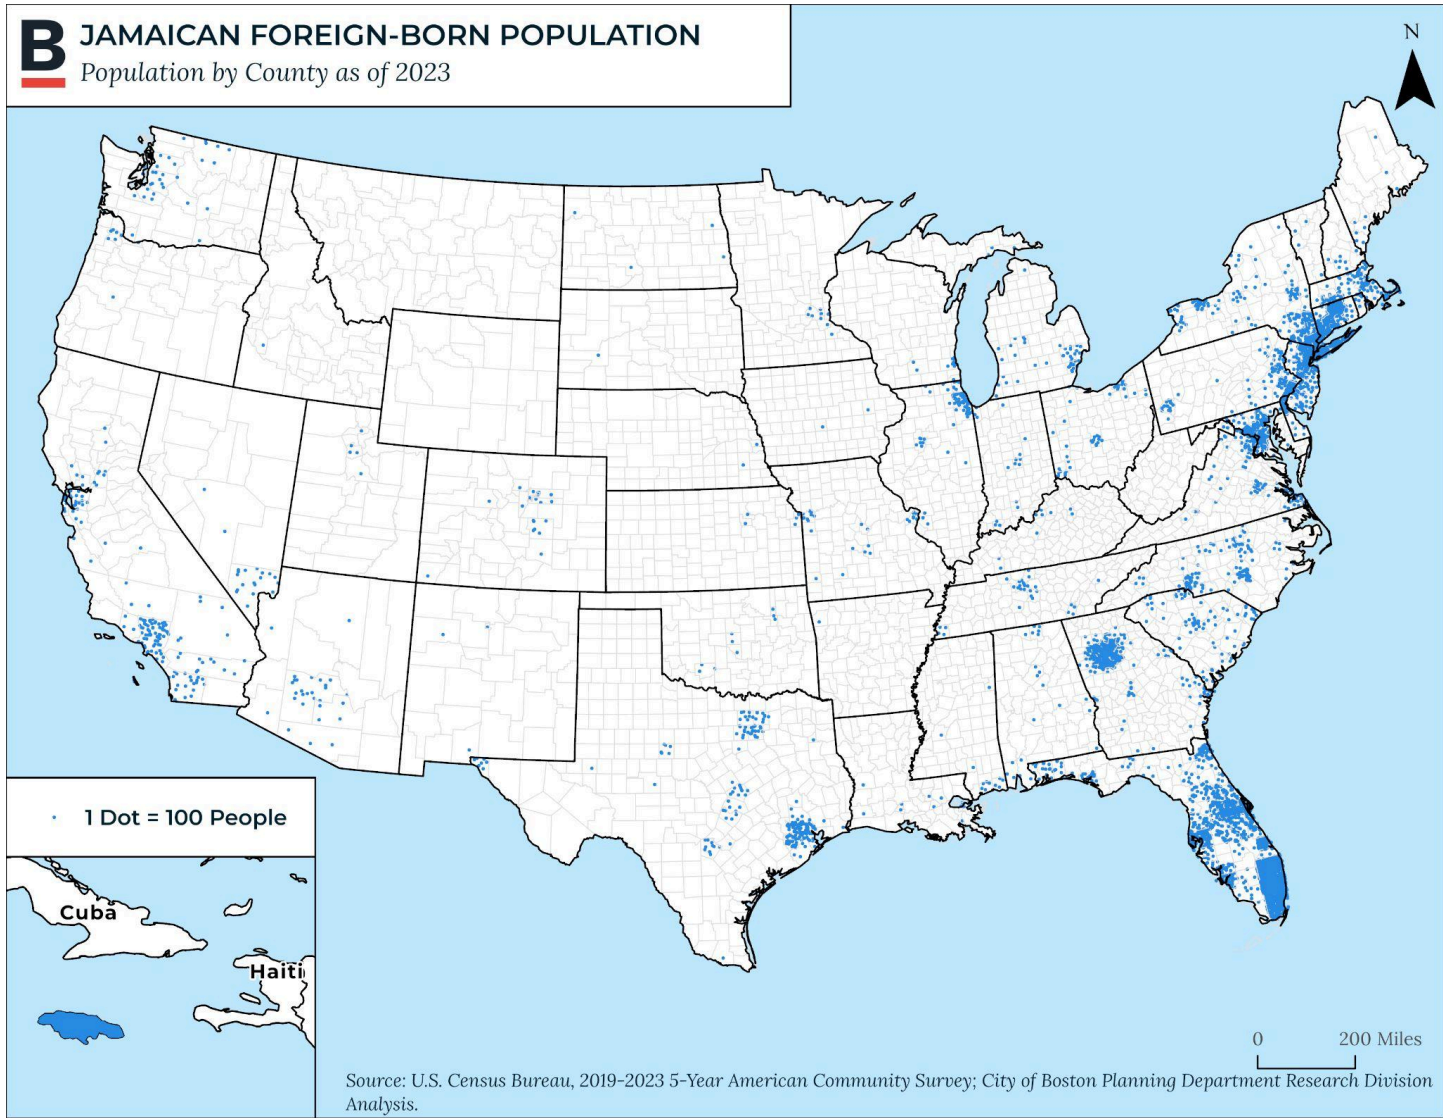 B
JAMAICAN FOREIGN-BORN POPULATION
Population by County as of 2023
N
1 Dot = 100 People
Cuba
Haiti
0 200 Miles
Source: U.S. Census Bureau, 2019-2023 5-Year American Community Survey; City of Boston Planning Department Research Division
Analysis.